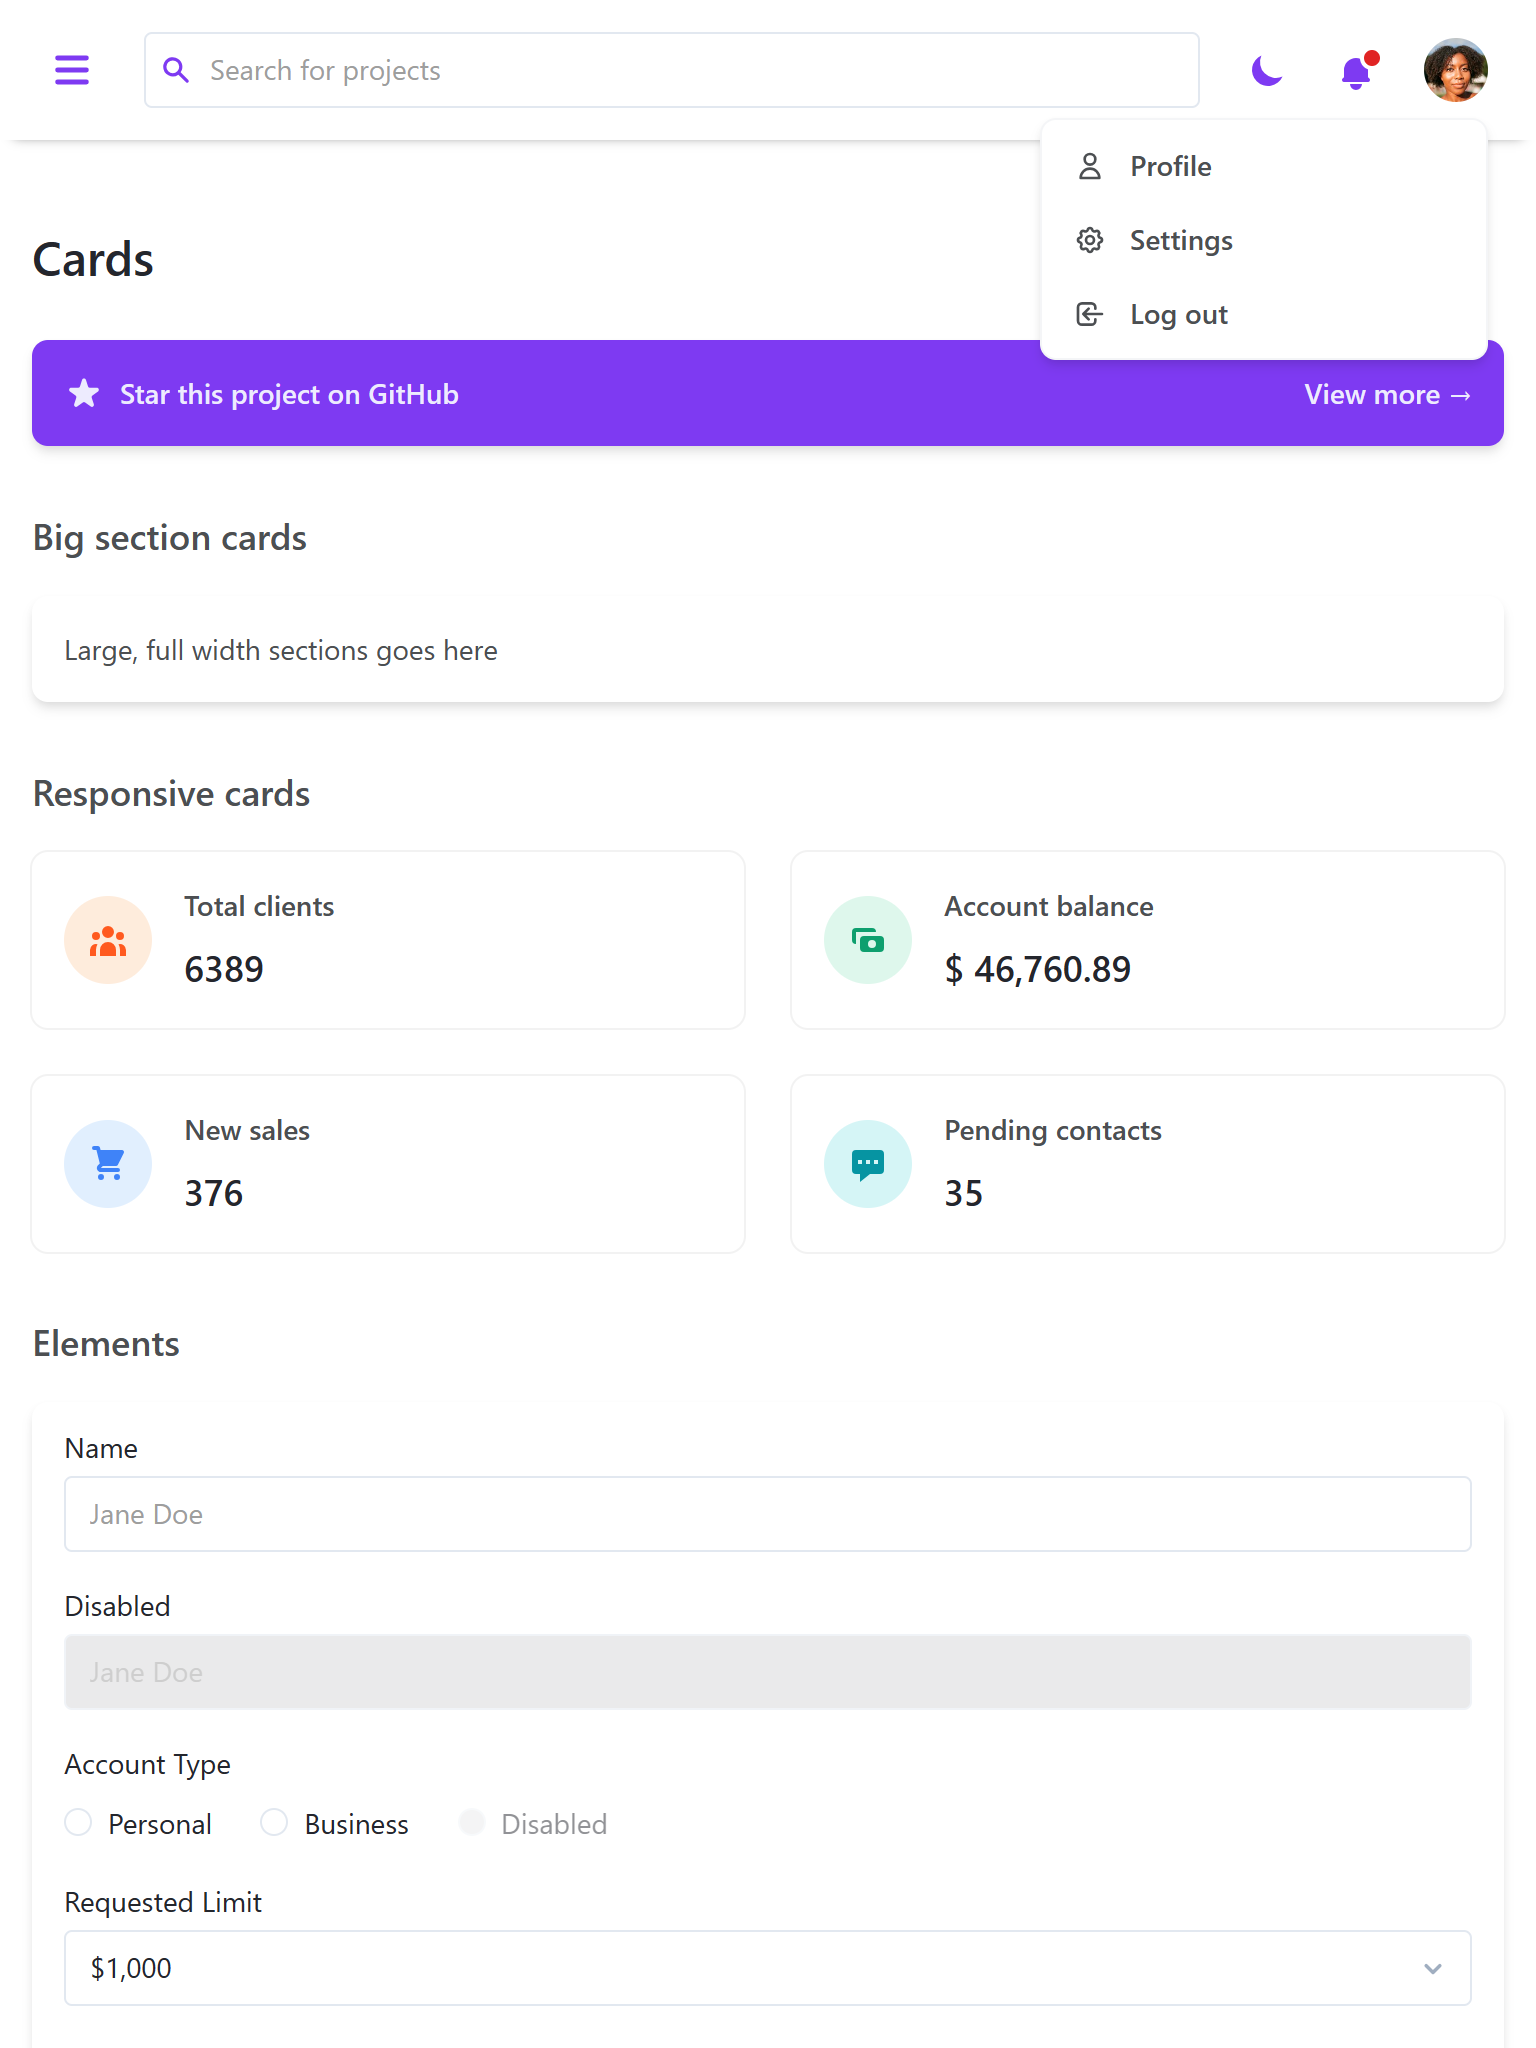 Search for projects
Profile
Settings
Log out
Cards
Star this project on GitHub
View more →
Big section cards
Large, full width sections goes here
Responsive cards
Total clients
6389
Account balance
$ 46,760.89
New sales
376
Pending contacts
35
Elements
Name
Jane Doe
Disabled
Jane Doe
Account Type
Personal
Business
Disabled
Requested Limit
$1,000